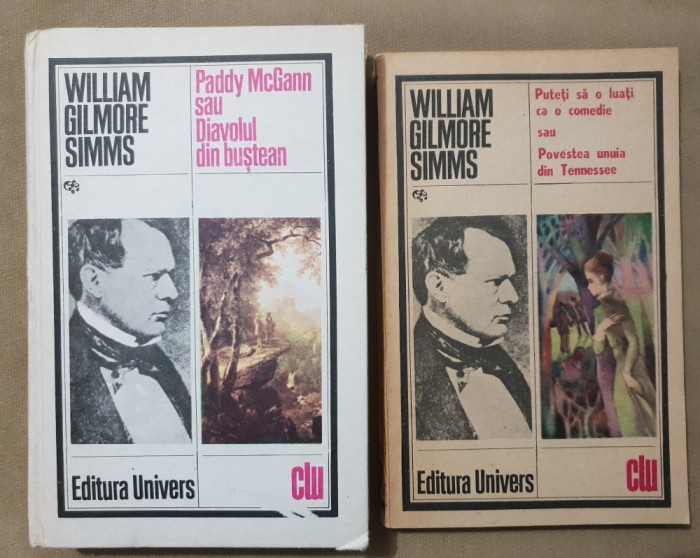 WILLIAM
GILMORE
SIMMS
Paddy McGann
sau
Diavolul
din buștean
Editura Univers
clu
WILLIAM
GILMORE
SIMMS
Puteți să o luați
ca o comedie
sau
Povestea unuia
din Tennessee
Editura Univers
clu